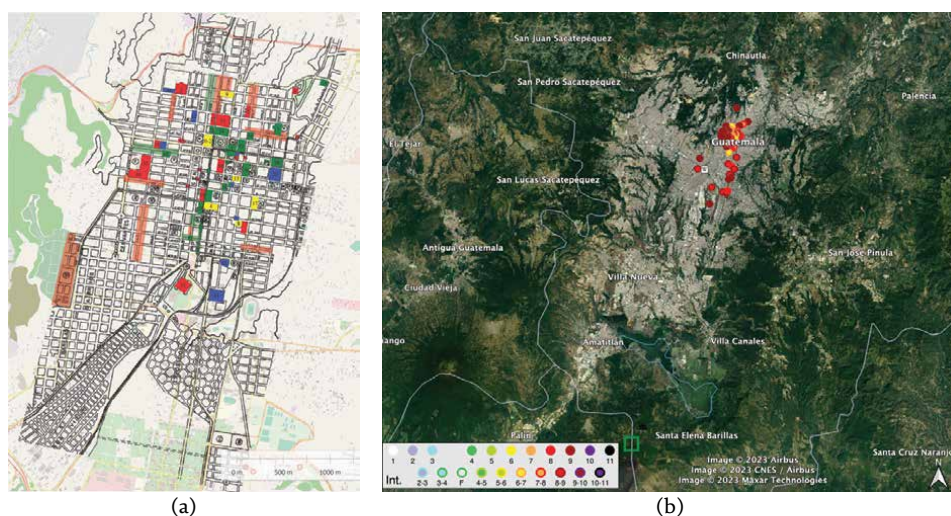 San Juan Sacatepéquez
Chinautla
San Pedro Sacatepéquez
Palencia
El Tejar
Guatemala
San Lucas Sacatepéquez
Antigua Guatemala
San José Pinula
Villa Nueva
Ciudad Vieja
ango
Amatitlán
Villa Canales
Palín
0 m 500 m 1000 m
Santa Elena Barillas
1 2 3 4 5 6 7 8 9 10 11
Image © 2023 Airbus
Santa Cruz Naranjo
Int.
Image © 2023 CNES / Airbus
2-3 3-4 F 4-5 5-6 6-7 7-8 8-9 9-10 10-11
Image © 2023 Maxar Technologies
(a) (b)